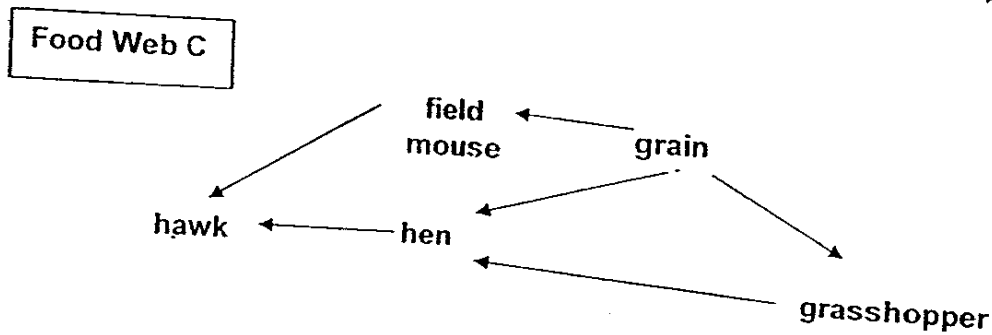 Food Web C
field
mouse
grain
hawk
hen
grasshopper